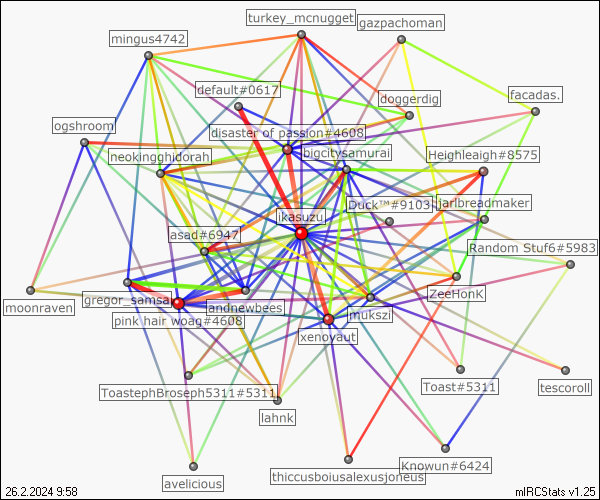 turkey_mcnugget
gazpachoman
mingus4742
default#0617
doggerdig
facadas.
ogshroom
disaster of passion#4608
neokingghidorah
bigcitysamurai
Heighleaigh#8575
Duck™#9103
jarlbreadmaker
ikasuzu
asad#6947
Random Stuf6#5983
moonraven
gregor_samsa
andnewbees
ZeeHonk
pink hair woag#4608
mukszi
xenoyaut
ToastephBroseph5311#5311
Toast#5311
tescoroll
lahnk
avelicious
thiccusboiusalexusjoneus
Knowun#6424
26.2.2024 9:58
mIRCStats v1.25